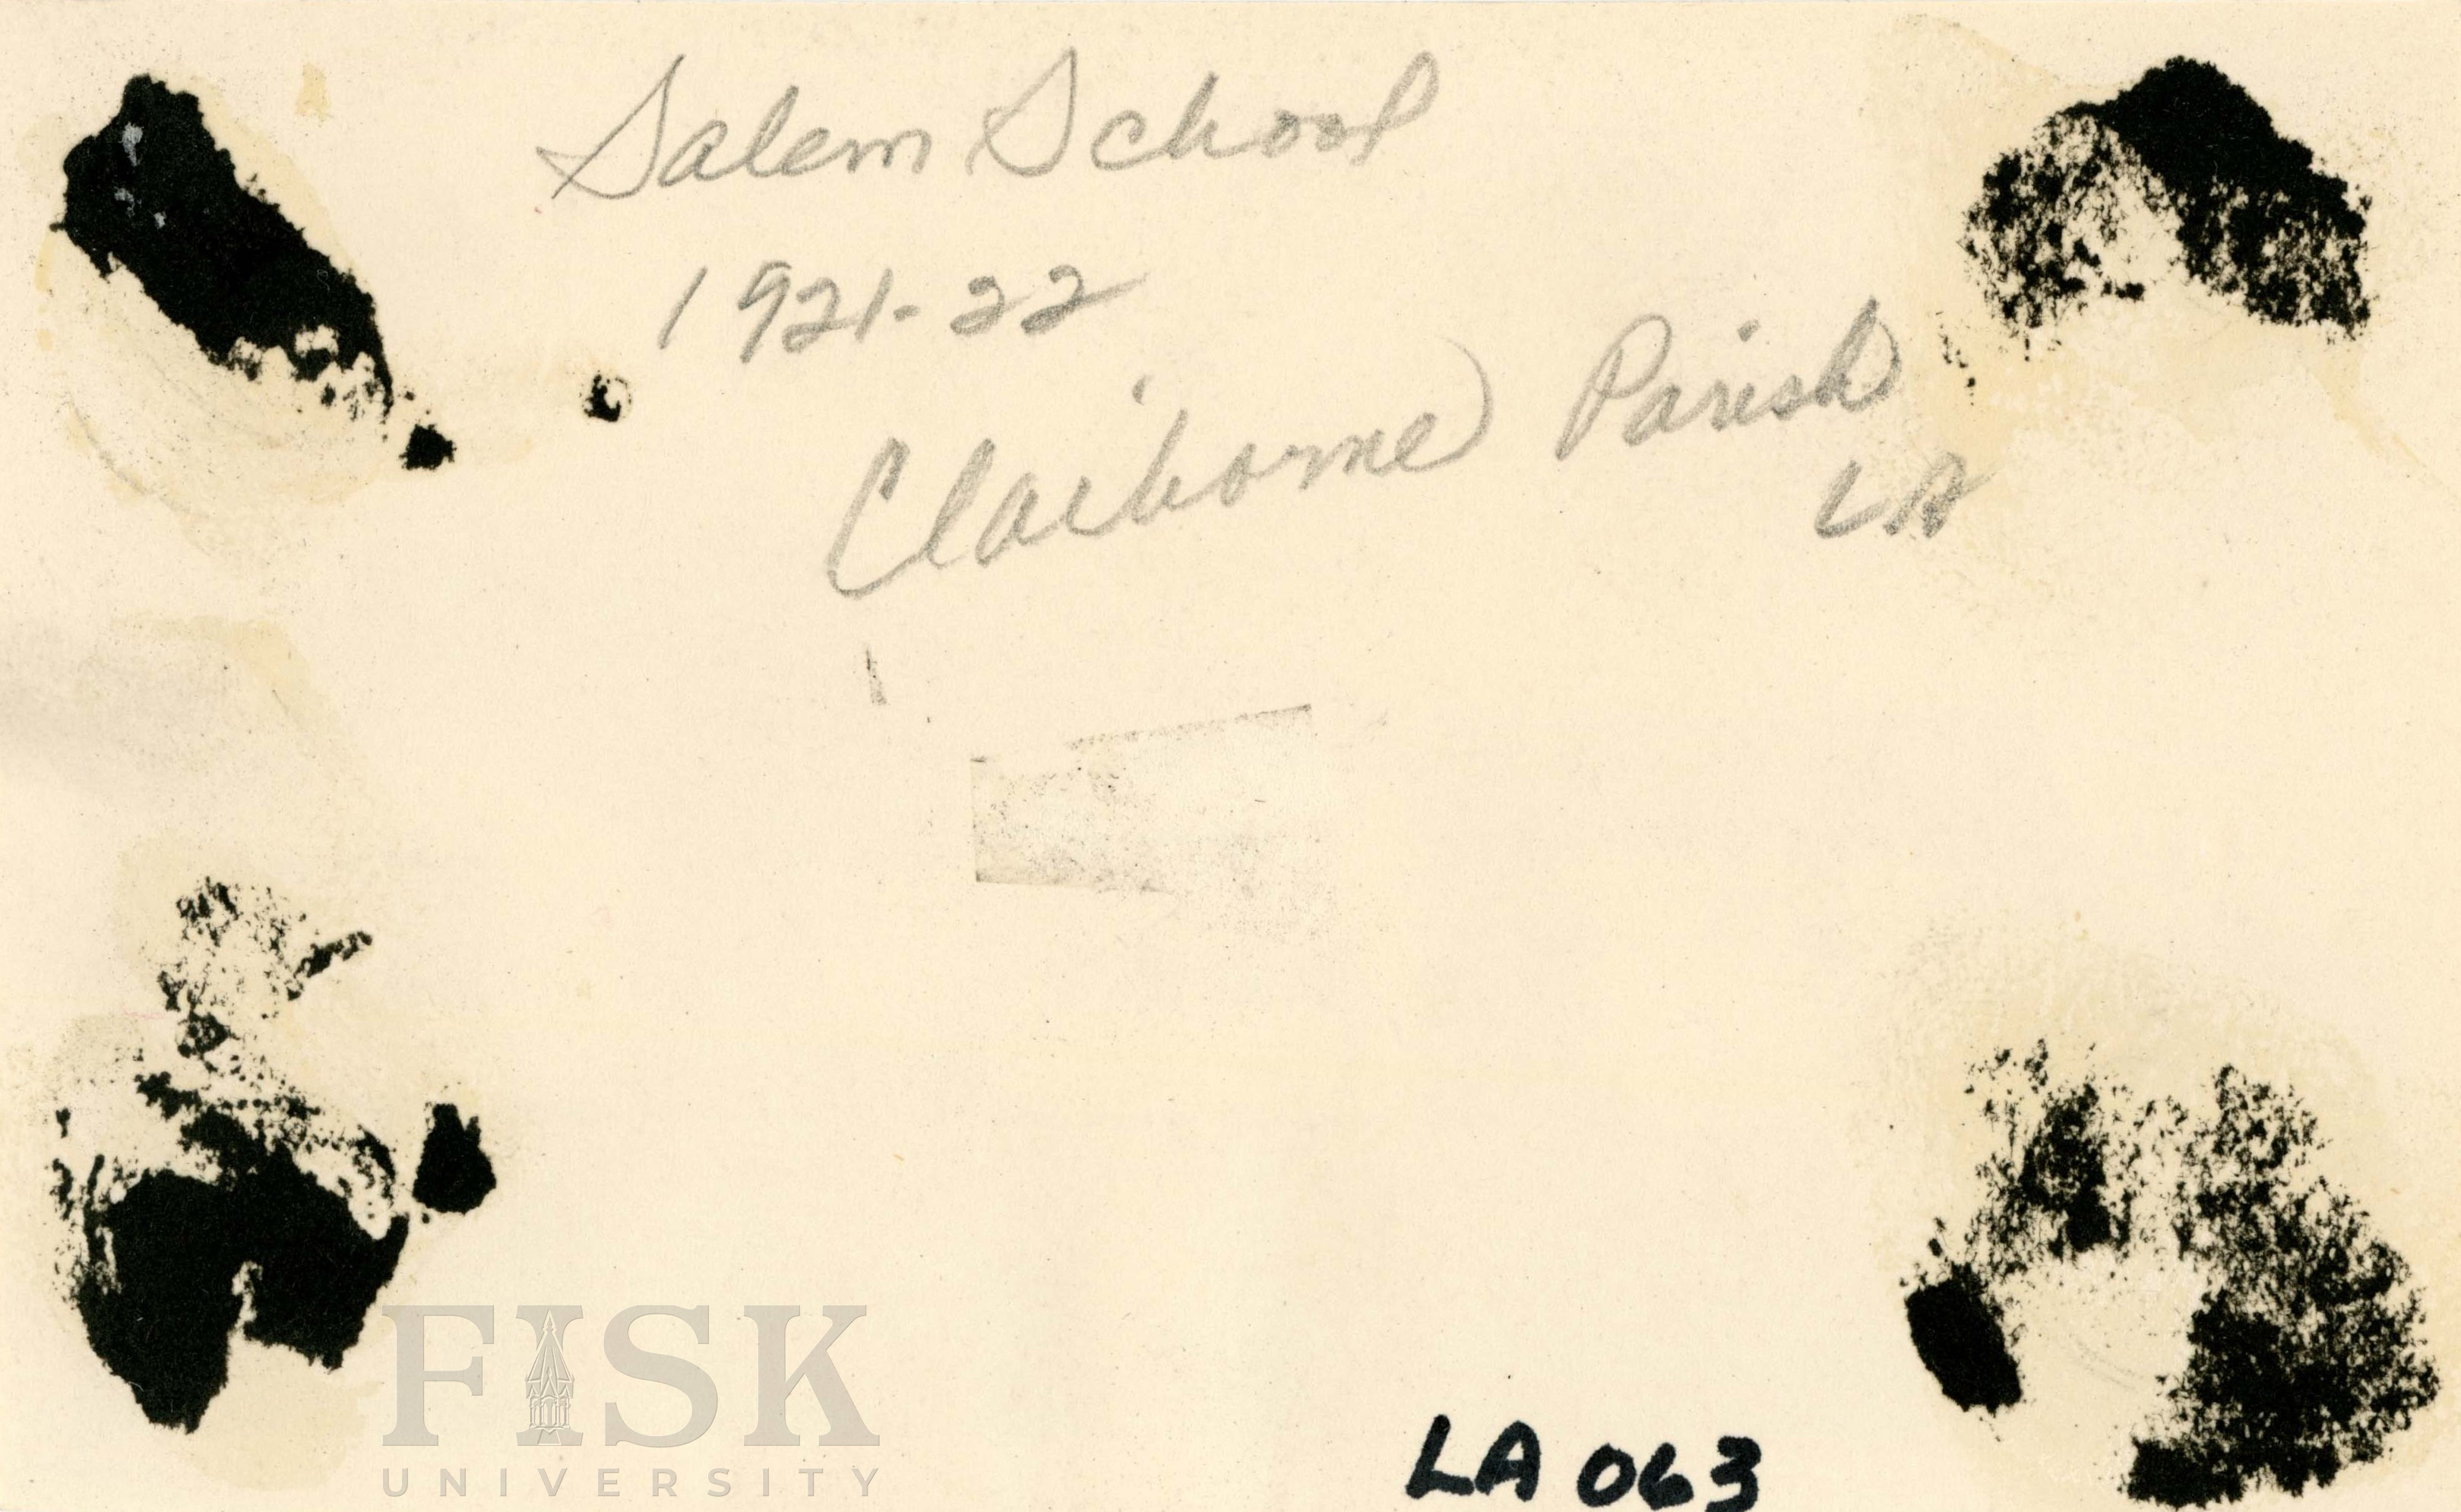 Salem School
1921-22
Claiborne Parish
LA
FISK
UNIVERSITY
LA 063